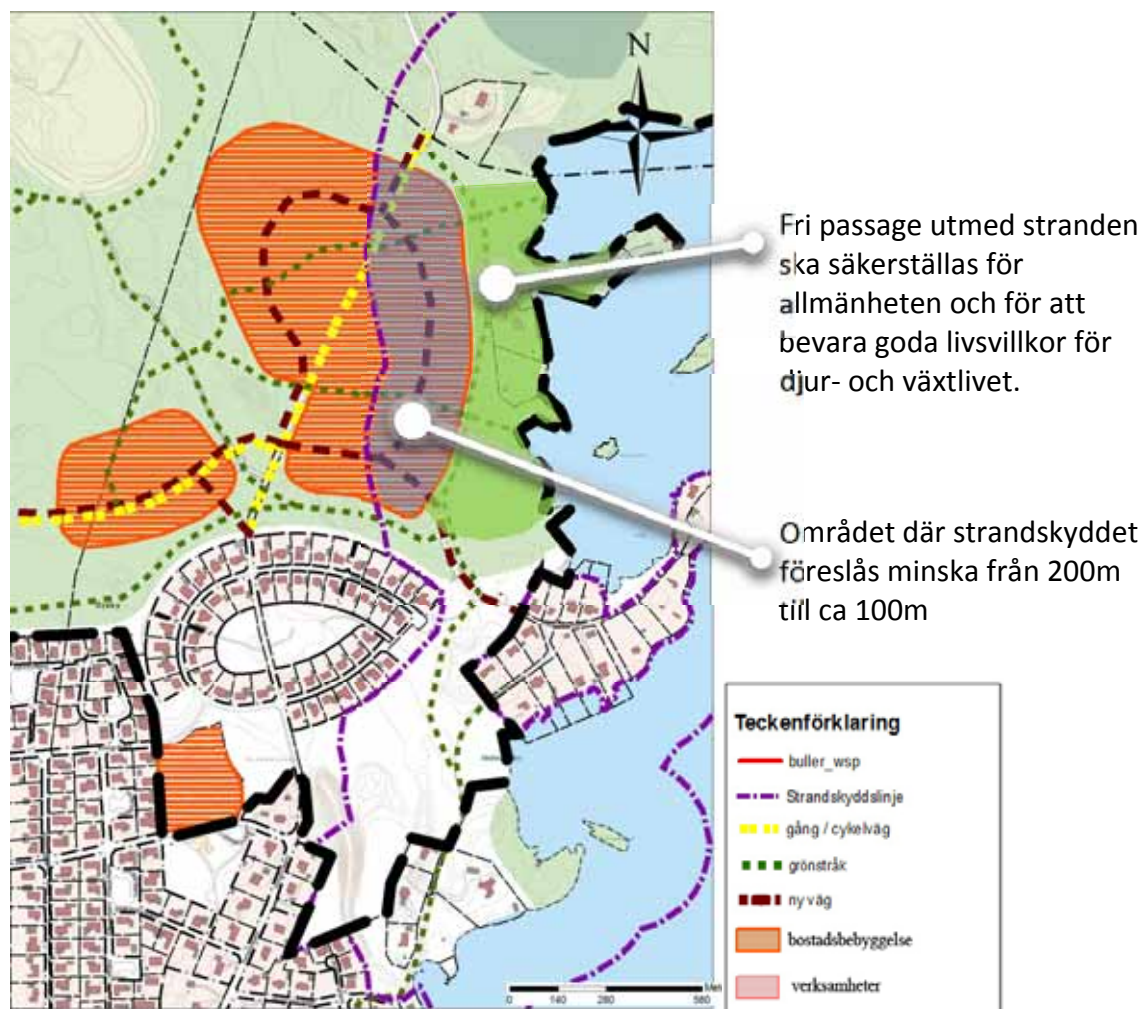 N
Fri passage utmed stranden
ska säkerställas för
allmänheten och för att
bevara goda livsvillkor för
djur- och växtlivet.
Området där strandskyddet
föreslås minska från 200m
till ca 100m
Teckenförklaring
buller_wsp
Strandskyddslinje
gång / cykelväg
grönstråk
ny väg
bostadsbebyggelse
verksamheter
0 140 280 580